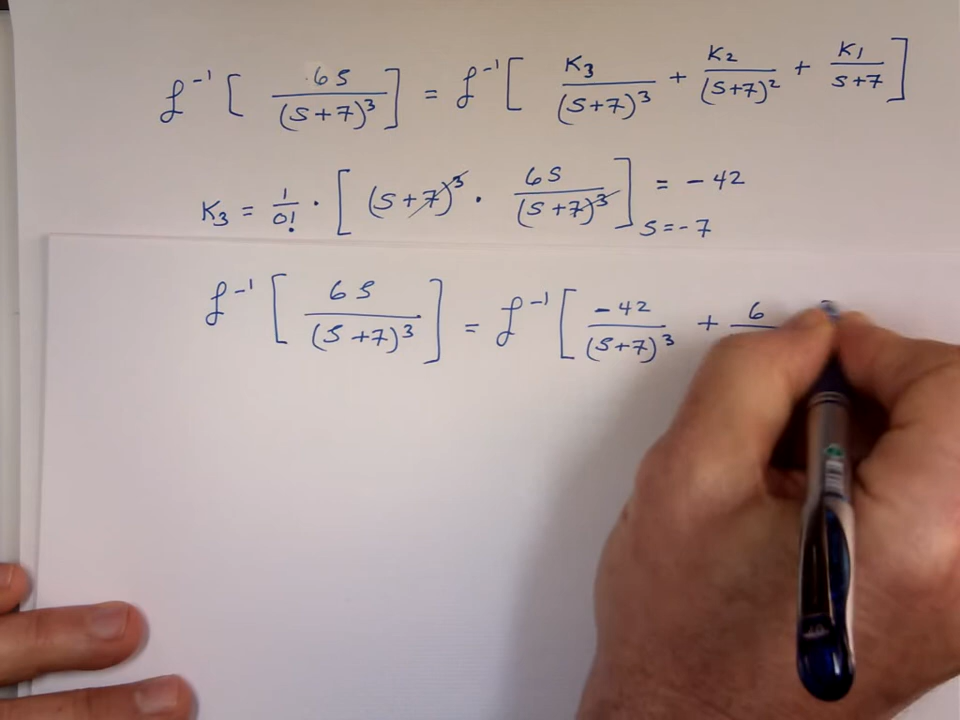 ℒ⁻¹ [ 6s / (s+7)³ ] = ℒ⁻¹ [ K₃ / (s+7)³ + K₂ / (s+7)² + K₁ / s+7 ]
K₃ = 1/0! · [ (s+7)³ · 6s / (s+7)³ ] s=-7 = -42
ℒ⁻¹ [ 6s / (s+7)³ ] = ℒ⁻¹ [ -42 / (s+7)³ + 6